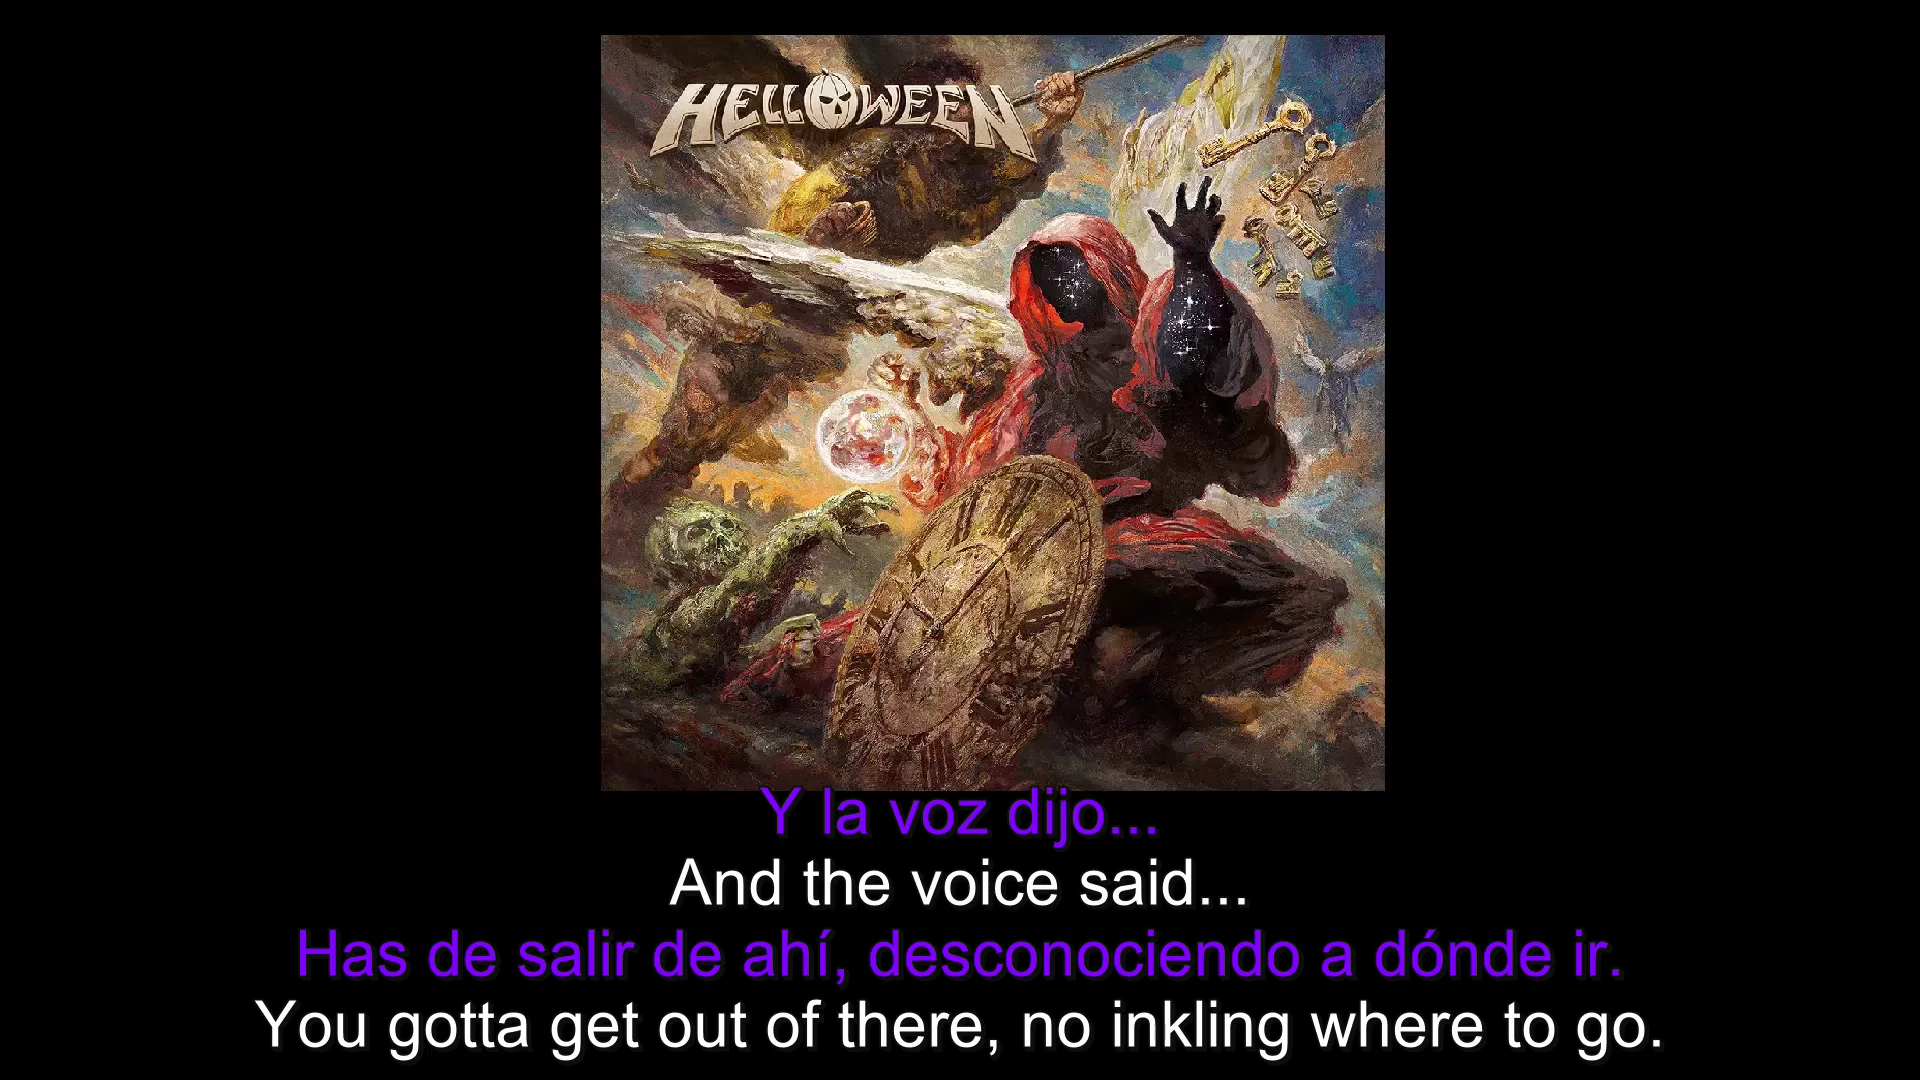 HELLOWEEN
Y la voz dijo...
And the voice said...
Has de salir de ahí, desconociendo a dónde ir.
You gotta get out of there, no inkling where to go.